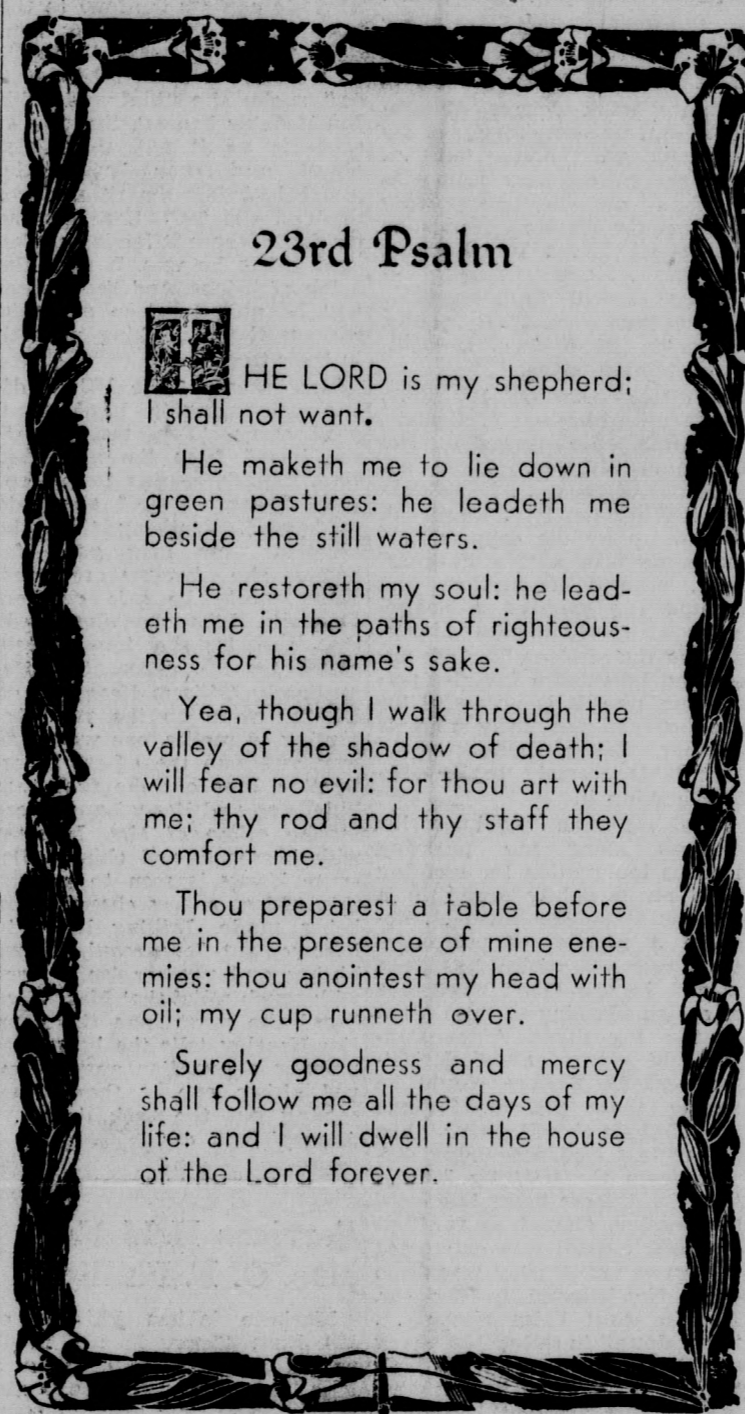 23rd Psalm
THE LORD is my shepherd;
I shall not want.
He maketh me to lie down in
green pastures: he leadeth me
beside the still waters.
He restoreth my soul: he lead-
eth me in the paths of righteous-
ness for his name's sake.
Yea, though I walk through the
valley of the shadow of death; I
will fear no evil: for thou art with
me; thy rod and thy staff they
comfort me.
Thou preparest a table before
me in the presence of mine ene-
mies: thou anointest my head with
oil; my cup runneth over.
Surely goodness and mercy
shall follow me all the days of my
life: and I will dwell in the house
of the Lord forever.